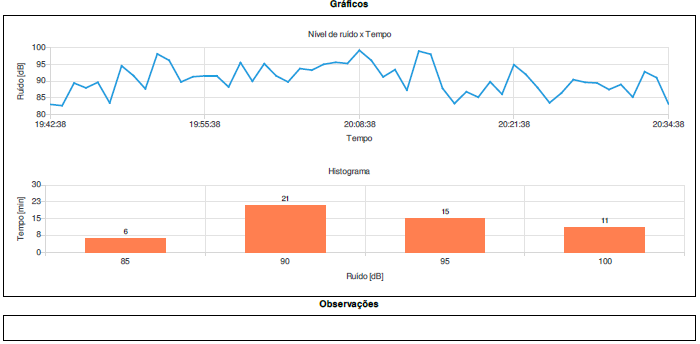 Gráficos
Nível de ruído x Tempo
Ruído [dB]
100
95
90
85
80
19:42:38 19:55:38 20:08:38 20:21:38 20:34:38
Tempo
Histograma
Tempo [min]
30
23
15
8
0
6 21 15 11
85 90 95 100
Ruído [dB]
Observações